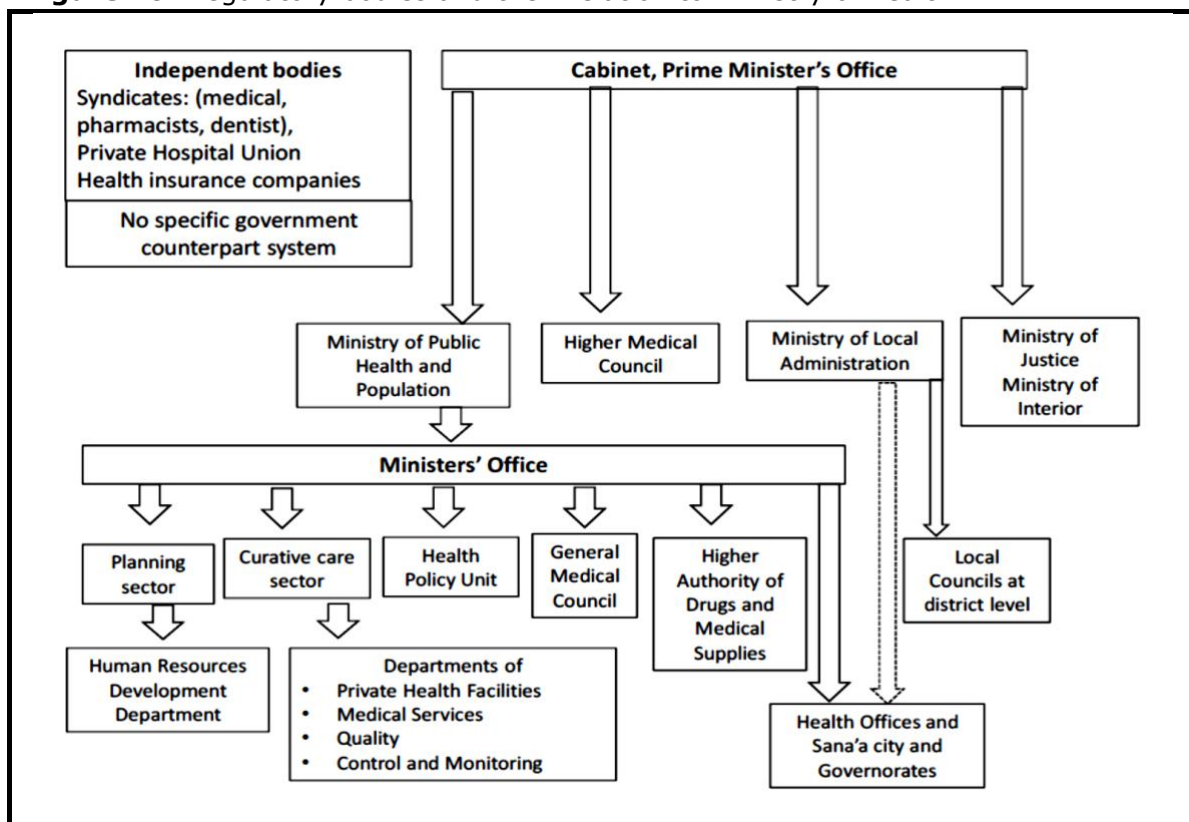 Independent bodies
Syndicates: (medical,
pharmacists, dentist),
Private Hospital Union
Health insurance companies
No specific government
counterpart system
Cabinet, Prime Minister's Office
Ministry of Public
Health and
Population
Higher Medical
Council
Ministry of Local
Administration
Ministry of
Justice
Ministry of
Interior
Ministers' Office
Planning
sector
Curative care
sector
Health
Policy Unit
General
Medical
Council
Higher
Authority of
Drugs and
Medical
Supplies
Local
Councils at
district level
Human Resources
Development
Department
Departments of
• Private Health Facilities
• Medical Services
• Quality
• Control and Monitoring
Health Offices and
Sana'a city and
Governorates